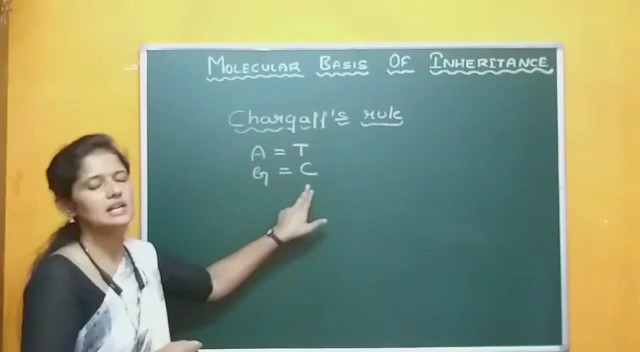 MOLECULAR BASIS OF INHERITANCE
Chargaff's rule
A = T
G = C